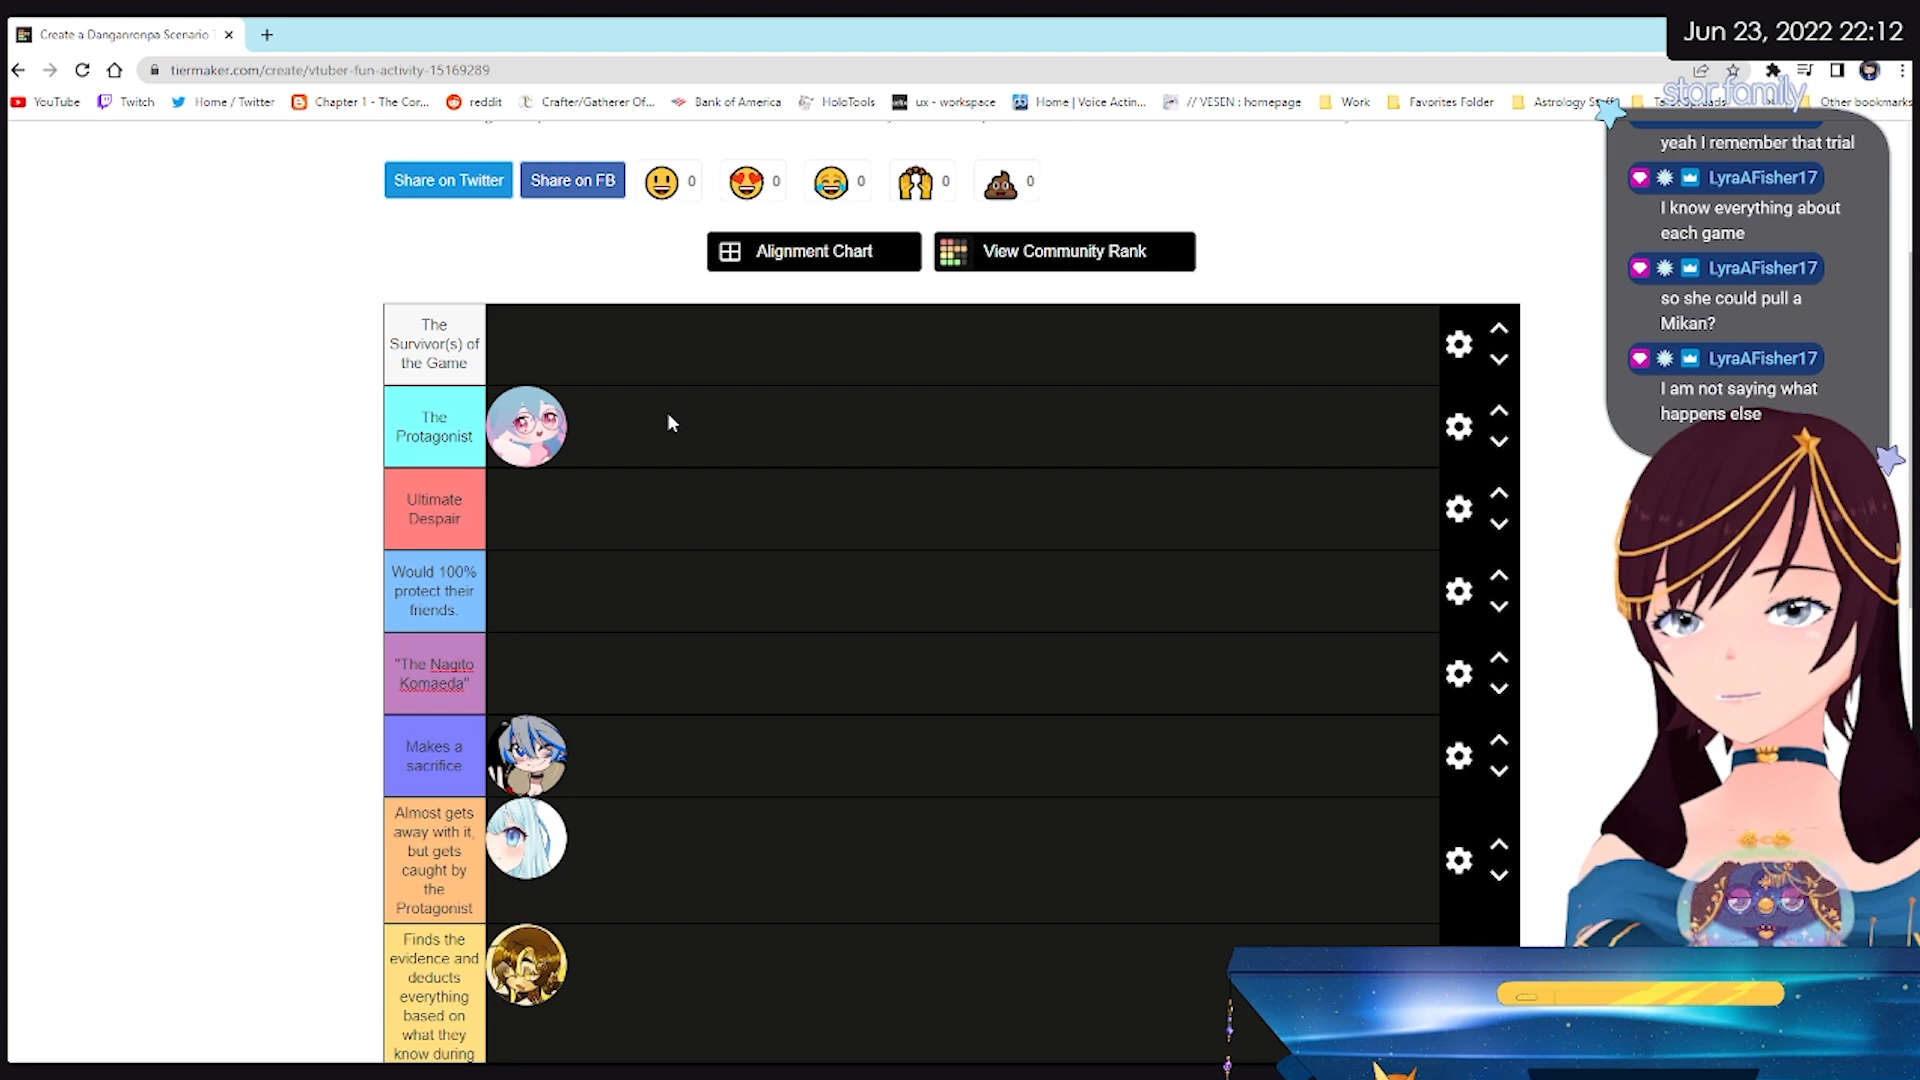 Create a Danganronpa Scenario
Jun 23, 2022 22:12
tiermaker.com/create/vtuber-fun-activity-15169289
YouTube
Twitch
Home / Twitter
Chapter 1 - The Cor...
reddit
Crafter/Gatherer Of...
Bank of America
HoloTools
ux - workspace
Home | Voice Actin...
// VESEN : homepage
Work
Favorites Folder
Astrology Stuff
Other bookmarks
star family
yeah I remember that trial
LyraAFisher17
I know everything about
each game
LyraAFisher17
so she could pull a
Mikan?
LyraAFisher17
I am not saying what
happens else
Share on Twitter
Share on FB
0
0
0
0
0
Alignment Chart
View Community Rank
The
Survivor(s) of
the Game
The
Protagonist
Ultimate
Despair
Would 100%
protect their
friends.
"The Nagito
Komaeda"
Makes a
sacrifice
Almost gets
away with it,
but gets
caught by
the
Protagonist
Finds the
evidence and
deducts
everything
based on
what they
know during